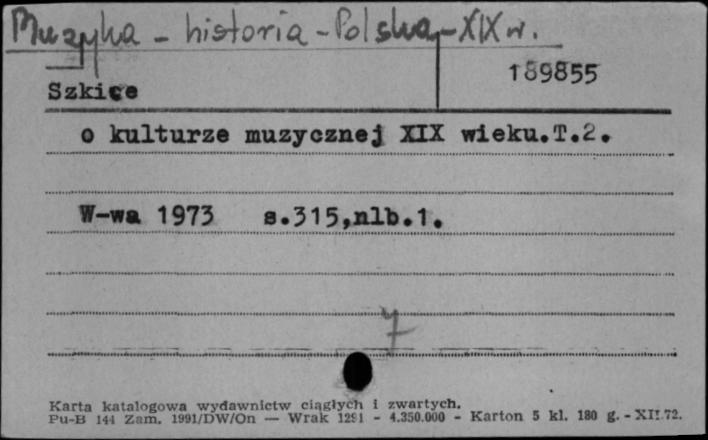 Muzyka - historia - Polska - XIX w.
189855
Szkice
o kulturze muzycznej XIX wieku.T.2.
W-wa 1973 s.315,nlb.1.
7
Karta katalogowa wydawnictw ciągłych i zwartych.
Pu-B 144 Zam. 1991/DW/On — Wrak 1291 - 4.350.000 - Karton 5 kl. 180 g. - XII.72.